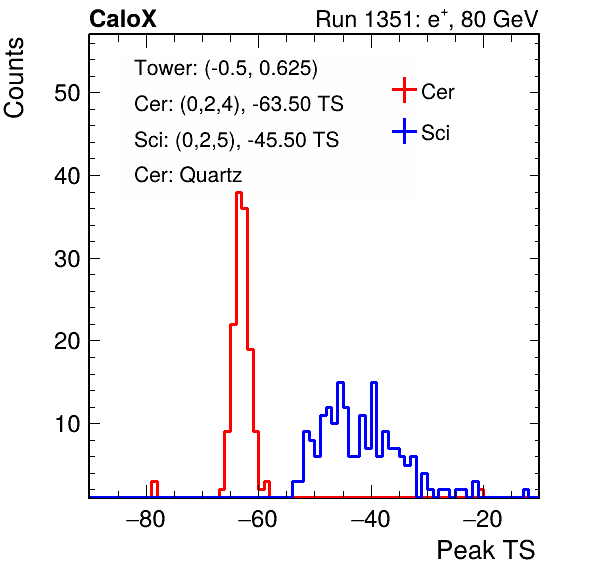 CaloX
Run 1351: e+, 80 GeV
Counts
Tower: (-0.5, 0.625)
Cer: (0,2,4), -63.50 TS
Sci: (0,2,5), -45.50 TS
Cer: Quartz
Cer
Sci
50
40
30
20
10
−80
−60
−40
−20
Peak TS